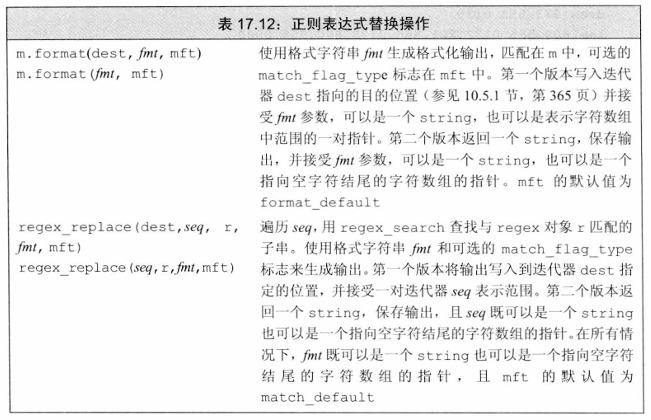 表 17.12：正则表达式替换操作
m.format(dest, fmt, mft)
m.format(fmt, mft)
使用格式字符串 fmt 生成格式化输出，匹配在 m 中，可选的
match_flag_type 标志在 mft 中。第一个版本写入迭代
器 dest 指向的目的位置（参见 10.5.1 节，第 365 页）并接
受 fmt 参数，可以是一个 string，也可以是表示字符数组
中范围的一对指针。第二个版本返回一个 string，保存输
出，并接受 fmt 参数，可以是一个 string，也可以是一个
指向空字符结尾的字符数组的指针。mft 的默认值为
format_default
regex_replace(dest,seq, r,
fmt, mft)
regex_replace(seq,r,fmt,mft)
遍历 seq，用 regex_search 查找与 regex 对象 r 匹配的
子串。使用格式字符串 fmt 和可选的 match_flag_type
标志来生成输出。第一个版本将输出写入到迭代器 dest 指
定的位置，并接受一对迭代器 seq 表示范围。第二个版本返
回一个 string，保存输出，且 seq 既可以是一个 string
也可以是一个指向空字符结尾的字符数组的指针。在所有情
况下，fmt 既可以是一个 string 也可以是一个指向空字符
结尾的字符数组的指针，且 mft 的默认值为
match_default